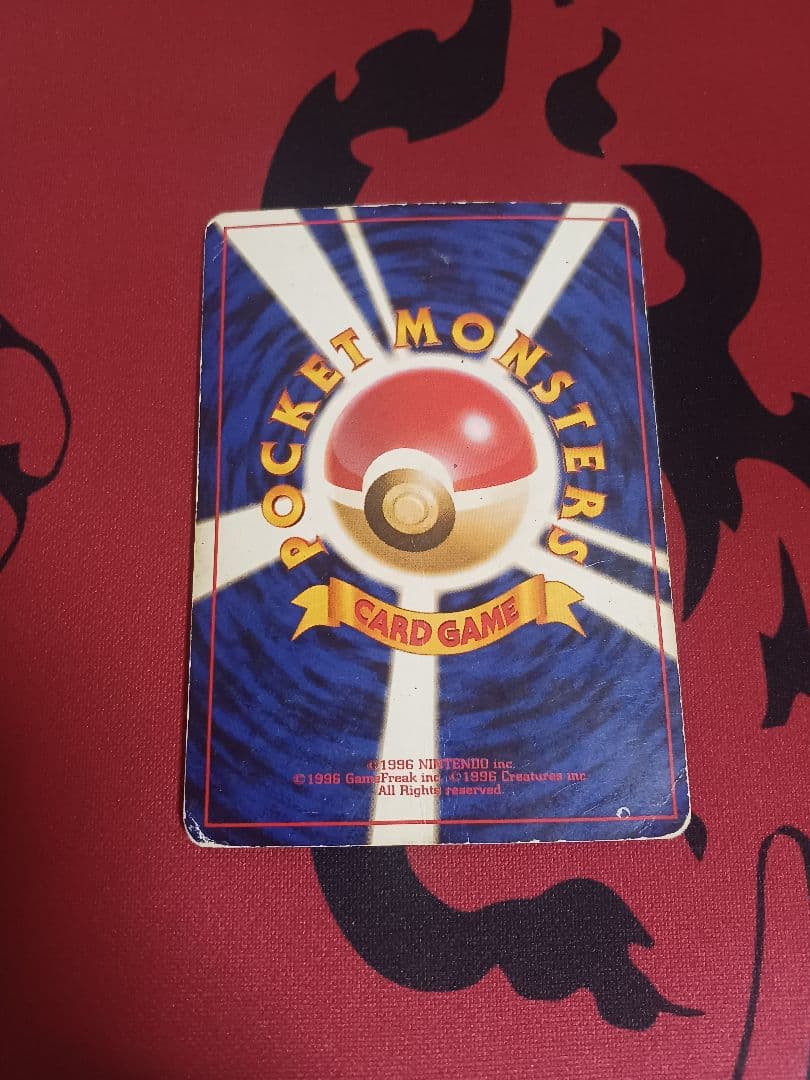 POCKET MONSTERS
CARD GAME
©1996 NINTENDO inc.
©1996 GameFreak inc. ©1996 Creatures inc.
All Rights reserved.